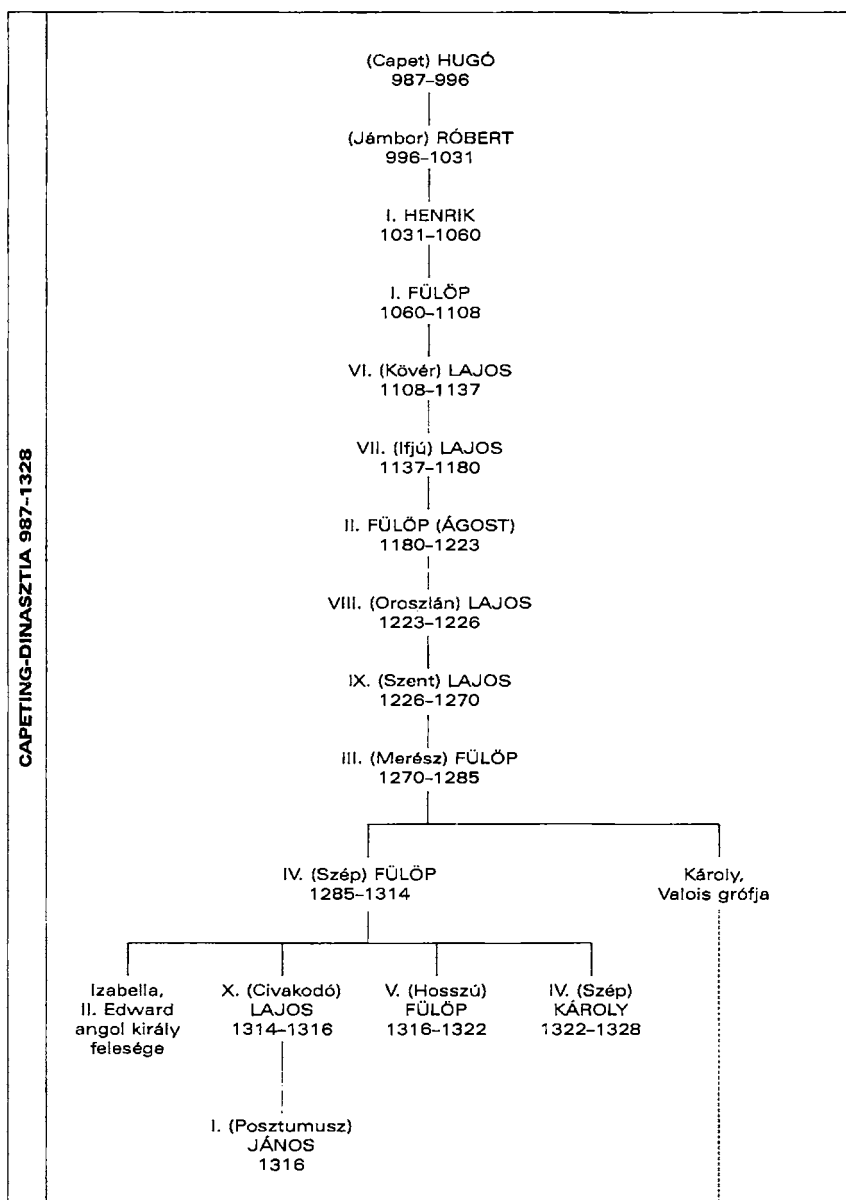 CAPETING-DINASZTIA 987–1328
(Capet) HUGÓ
987–996
(Jámbor) RÓBERT
996–1031
I. HENRIK
1031–1060
I. FÜLÖP
1060–1108
VI. (Kövér) LAJOS
1108–1137
VII. (Ifjú) LAJOS
1137–1180
II. FÜLÖP (ÁGOST)
1180–1223
VIII. (Oroszlán) LAJOS
1223–1226
IX. (Szent) LAJOS
1226–1270
III. (Merész) FÜLÖP
1270–1285
IV. (Szép) FÜLÖP
1285–1314
Károly,
Valois grófja
Izabella,
II. Edward
angol király
felesége
X. (Civakodó)
LAJOS
1314–1316
V. (Hosszú)
FÜLÖP
1316–1322
IV. (Szép)
KÁROLY
1322–1328
I. (Posztumusz)
JÁNOS
1316